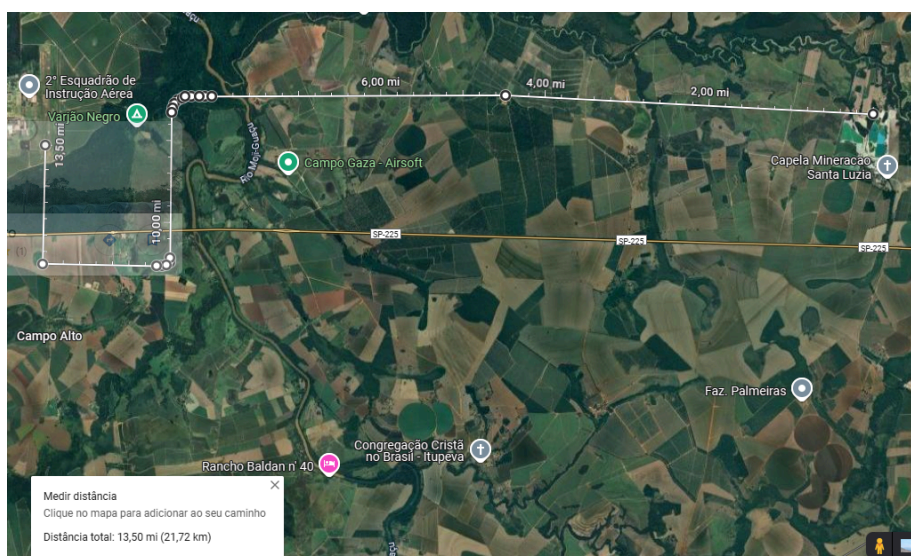 2° Esquadrão de
Instrução Aérea
Varjão Negro
13,50 mi
10,00 mi
6,00 mi
4,00 mi
2,00 mi
Rio Moji-Guaçu
Campo Gaza - Airsoft
Capela Mineração
Santa Luzia
SP-225
SP-225
SP-225
(1)
Campo Alto
Faz. Palmeiras
Congregação Cristã
no Brasil - Itupeva
Rancho Baldan n' 40
Medir distância
Clique no mapa para adicionar ao seu caminho
Distância total: 13,50 mi (21,72 km)